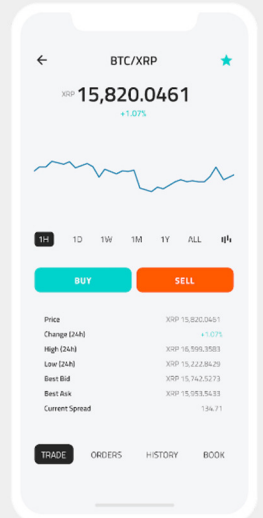 BTC/XRP
XRP 15,820.0461
+1.07%
1H 1D 1W 1M 1Y ALL
BUY SELL
Price XRP 15,820.0461
Change (24h) +1.07%
High (24h) XRP 16,599.3583
Low (24h) XRP 15,222.8429
Best Bid XRP 15,742.5273
Best Ask XRP 15,953.5433
Current Spread 134.71
TRADE ORDERS HISTORY BOOK